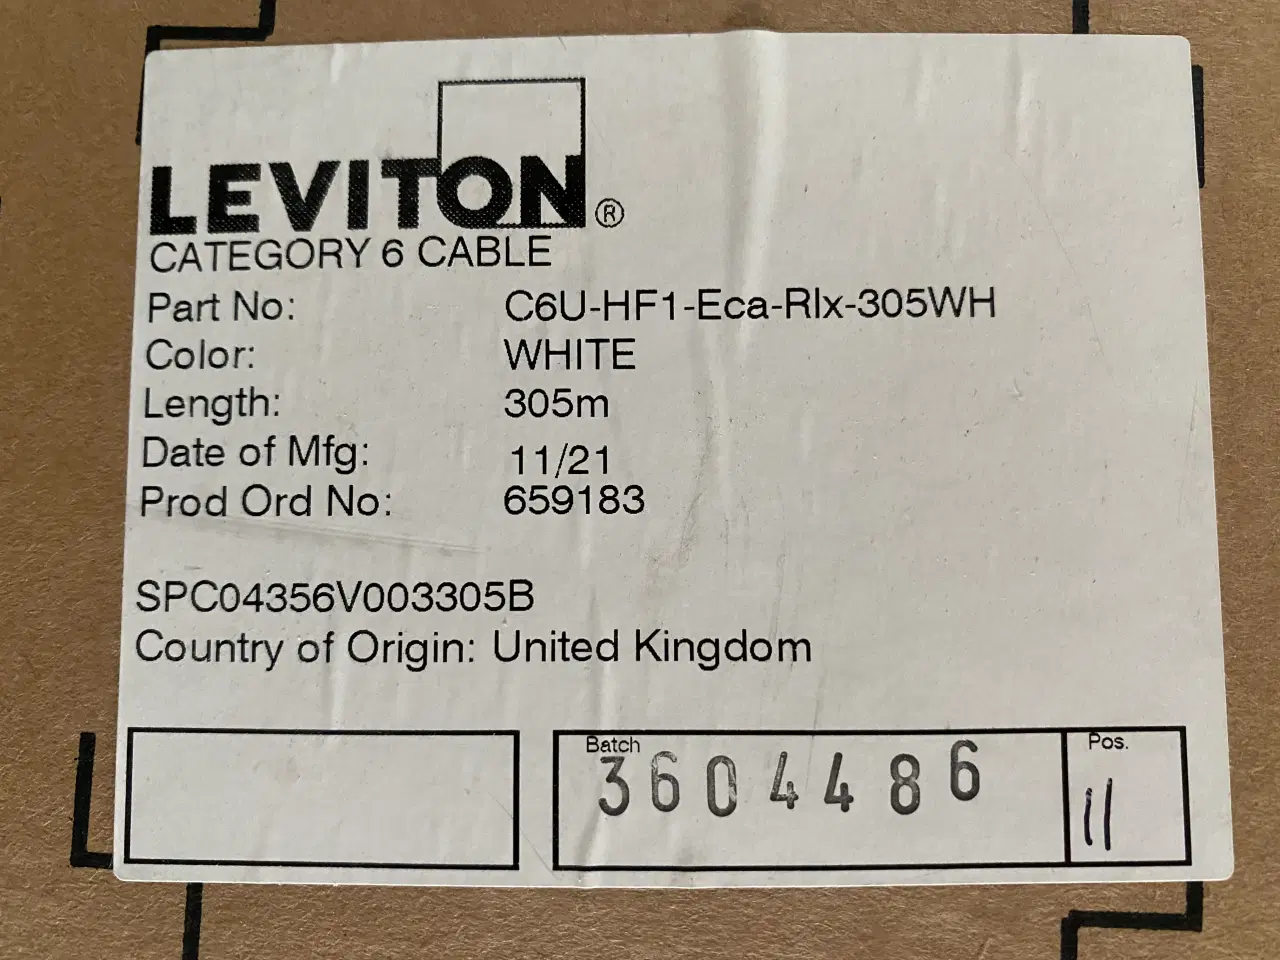 LEVITON®
CATEGORY 6 CABLE
Part No: C6U-HF1-Eca-Rlx-305WH
Color: WHITE
Length: 305m
Date of Mfg: 11/21
Prod Ord No: 659183
SPC04356V003305B
Country of Origin: United Kingdom
Batch Pos.
3604486 11